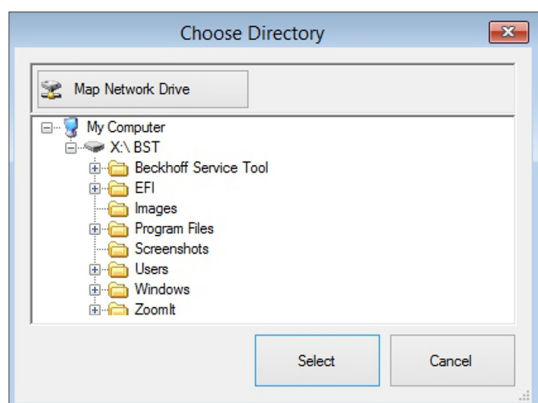 Choose Directory
Map Network Drive
My Computer
X:\ BST
Beckhoff Service Tool
EFI
Images
Program Files
Screenshots
Users
Windows
ZoomIt
Select
Cancel